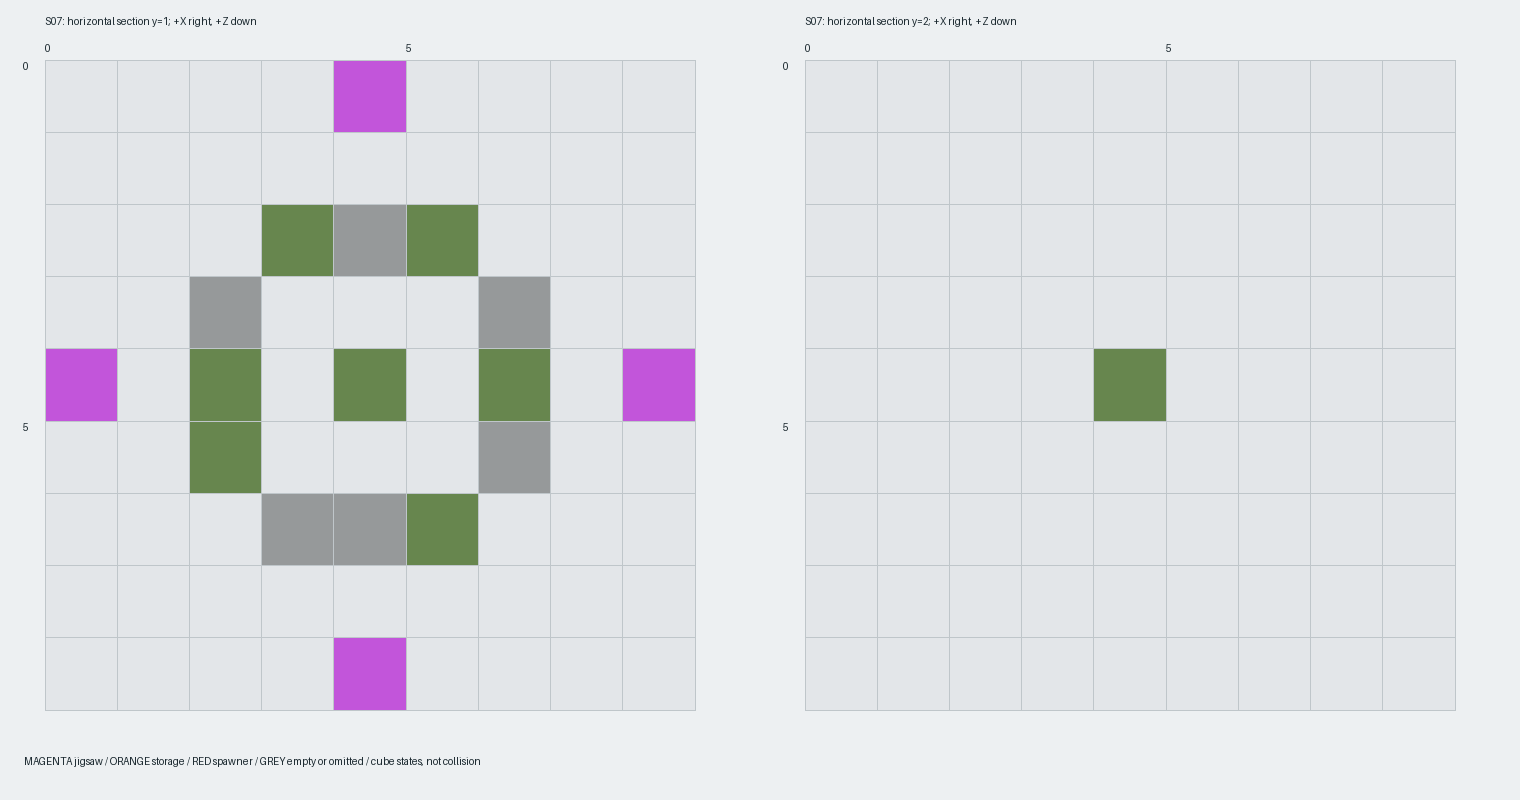 S07: horizontal section y=1; +X right, +Z down
S07: horizontal section y=2; +X right, +Z down
0 5
0 5
0
0
5
5
MAGENTA jigsaw / ORANGE storage / RED spawner / GREY empty or omitted / cube states, not collision